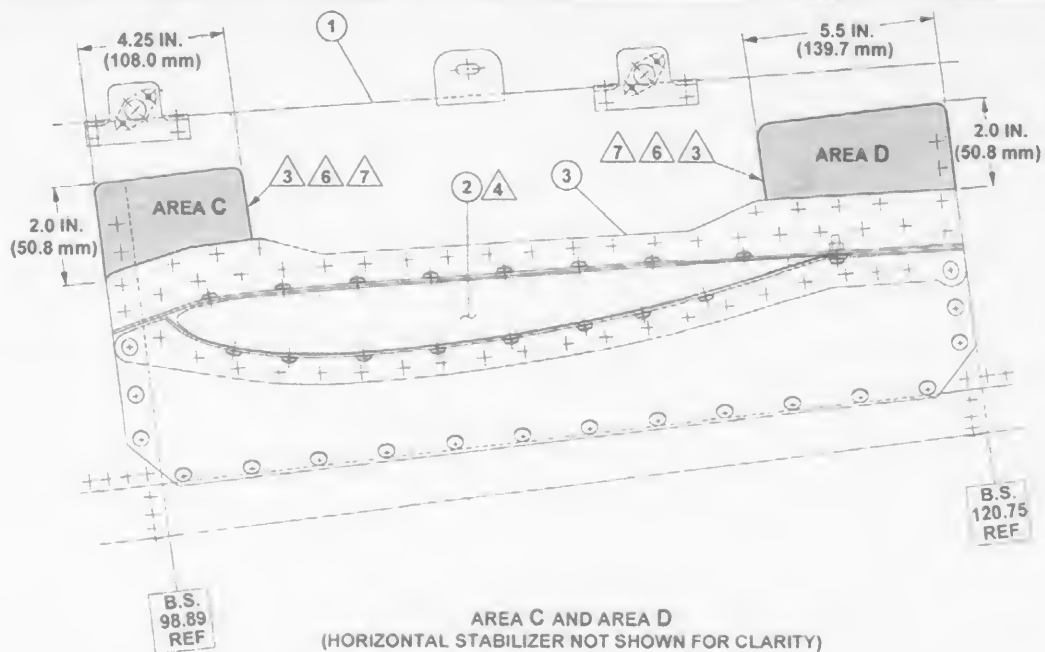 4.25 IN.
(108.0 mm)
1
5.5 IN.
(139.7 mm)
2.0 IN.
(50.8 mm)
AREA D
7 6 3
3 6 7
2 4
3
AREA C
2.0 IN.
(50.8 mm)
B.S.
120.75
REF
B.S.
98.89
REF
AREA C AND AREA D
(HORIZONTAL STABILIZER NOT SHOWN FOR CLARITY)